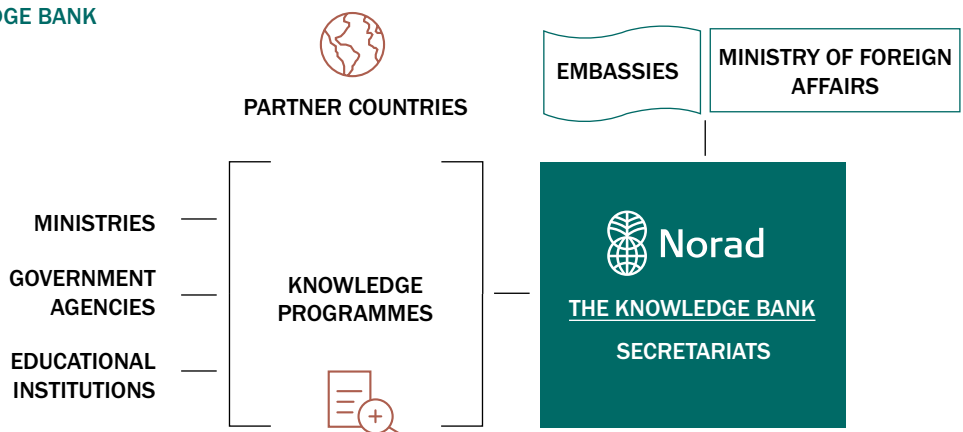 DGE BANK
PARTNER COUNTRIES
EMBASSIES
MINISTRY OF FOREIGN
AFFAIRS
MINISTRIES
GOVERNMENT
AGENCIES
EDUCATIONAL
INSTITUTIONS
KNOWLEDGE
PROGRAMMES
Norad
THE KNOWLEDGE BANK
SECRETARIATS